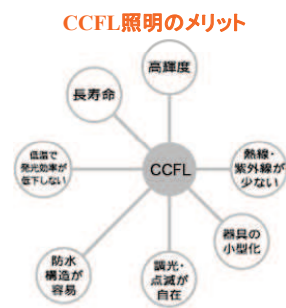 CCFL照明のメリット
高輝度
長寿命
低温で
発光効率が
低下しない
CCFL
熱線・
紫外線が
少ない
器具の
小型化
防水
構造が
容易
調光・
点滅が
自在